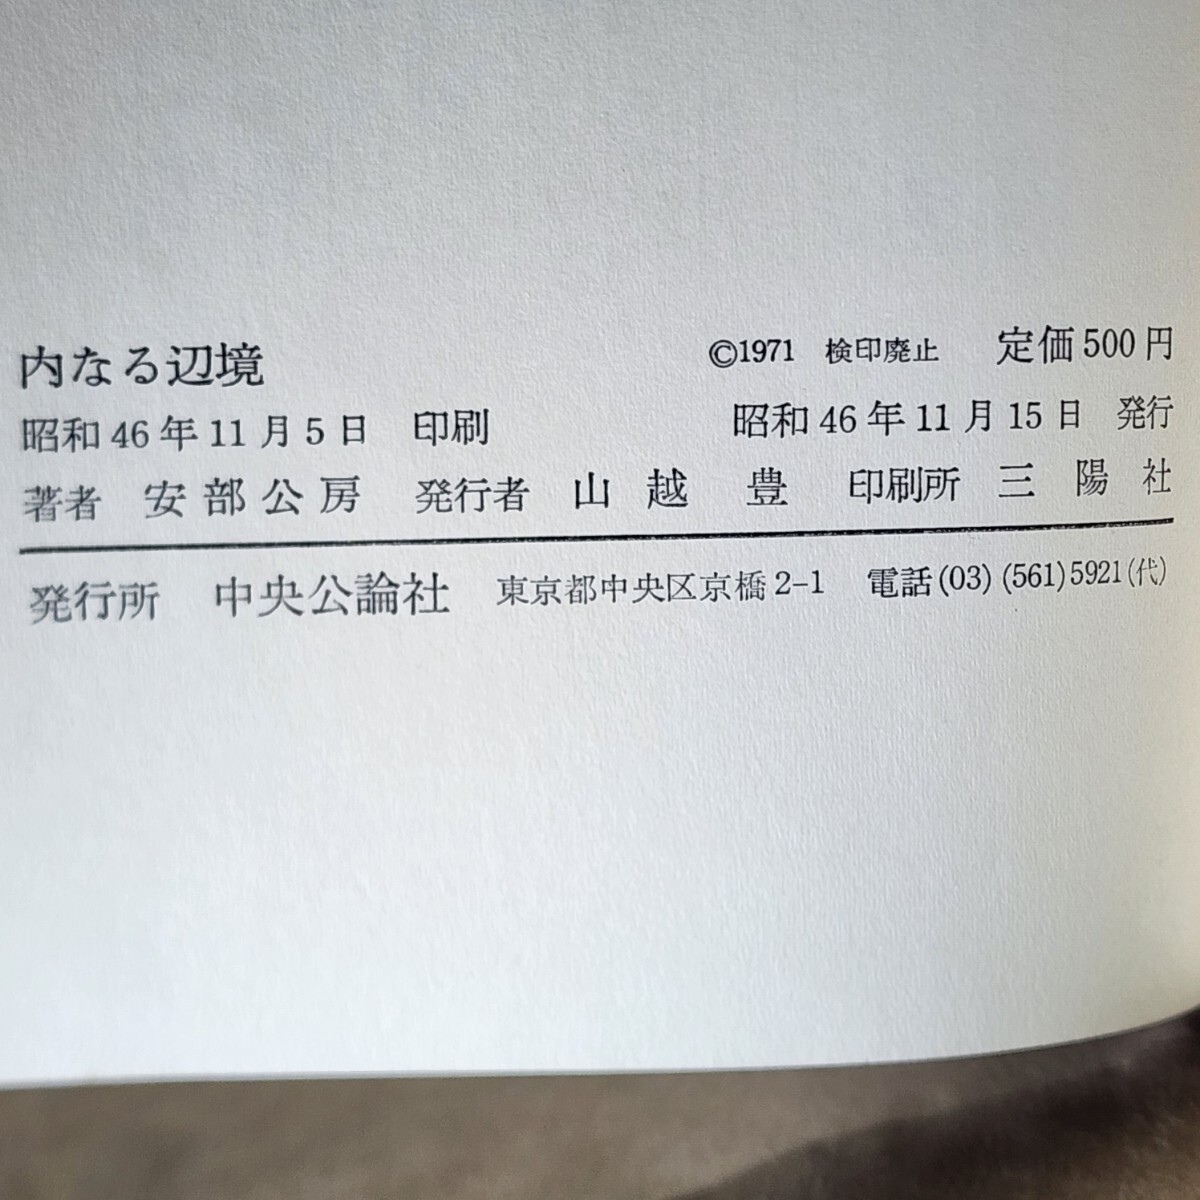 内なる辺境 ©1971 検印廃止 定価500円
昭和46年11月5日 印刷 昭和46年11月15日 発行
著者 安部公房 発行者 山越 豊 印刷所 三陽社
発行所 中央公論社 東京都中央区京橋2-1 電話(03)(561)5921(代)